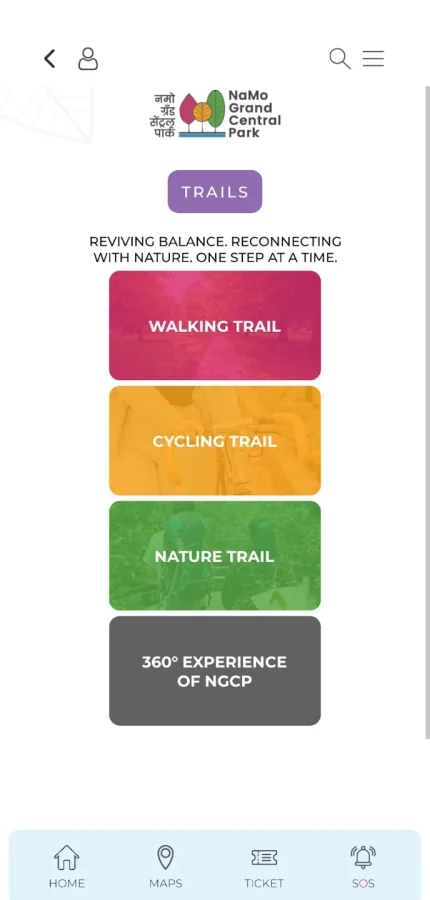 नमो
ग्रँड
सेंट्रल
पार्क
NaMo
Grand
Central
Park
TRAILS
REVIVING BALANCE. RECONNECTING
WITH NATURE. ONE STEP AT A TIME.
WALKING TRAIL
CYCLING TRAIL
NATURE TRAIL
360° EXPERIENCE
OF NGCP
HOME
MAPS
TICKET
SOS